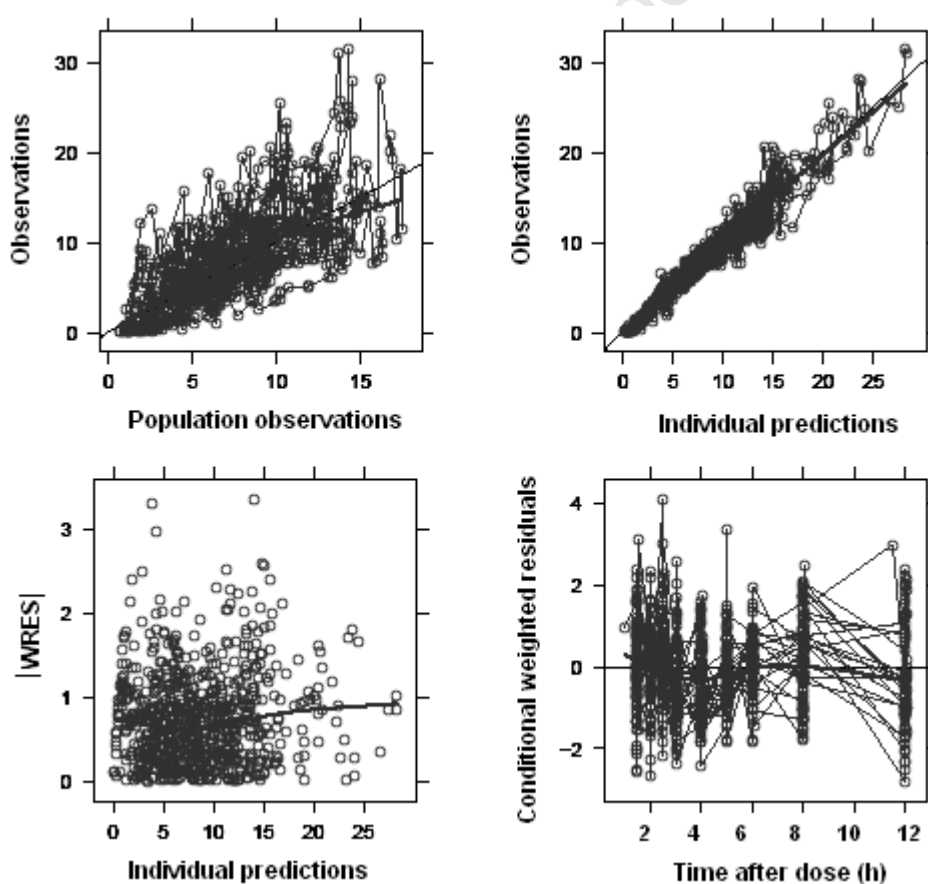 Observations
30
20
10
0
0 5 10 15
Population observations
Observations
30
20
10
0
0 5 10 15 20 25
Individual predictions
|WRES|
3
2
1
0
0 5 10 15 20 25
Individual predictions
Conditional weighted residuals
4
2
0
-2
2 4 6 8 10 12
Time after dose (h)